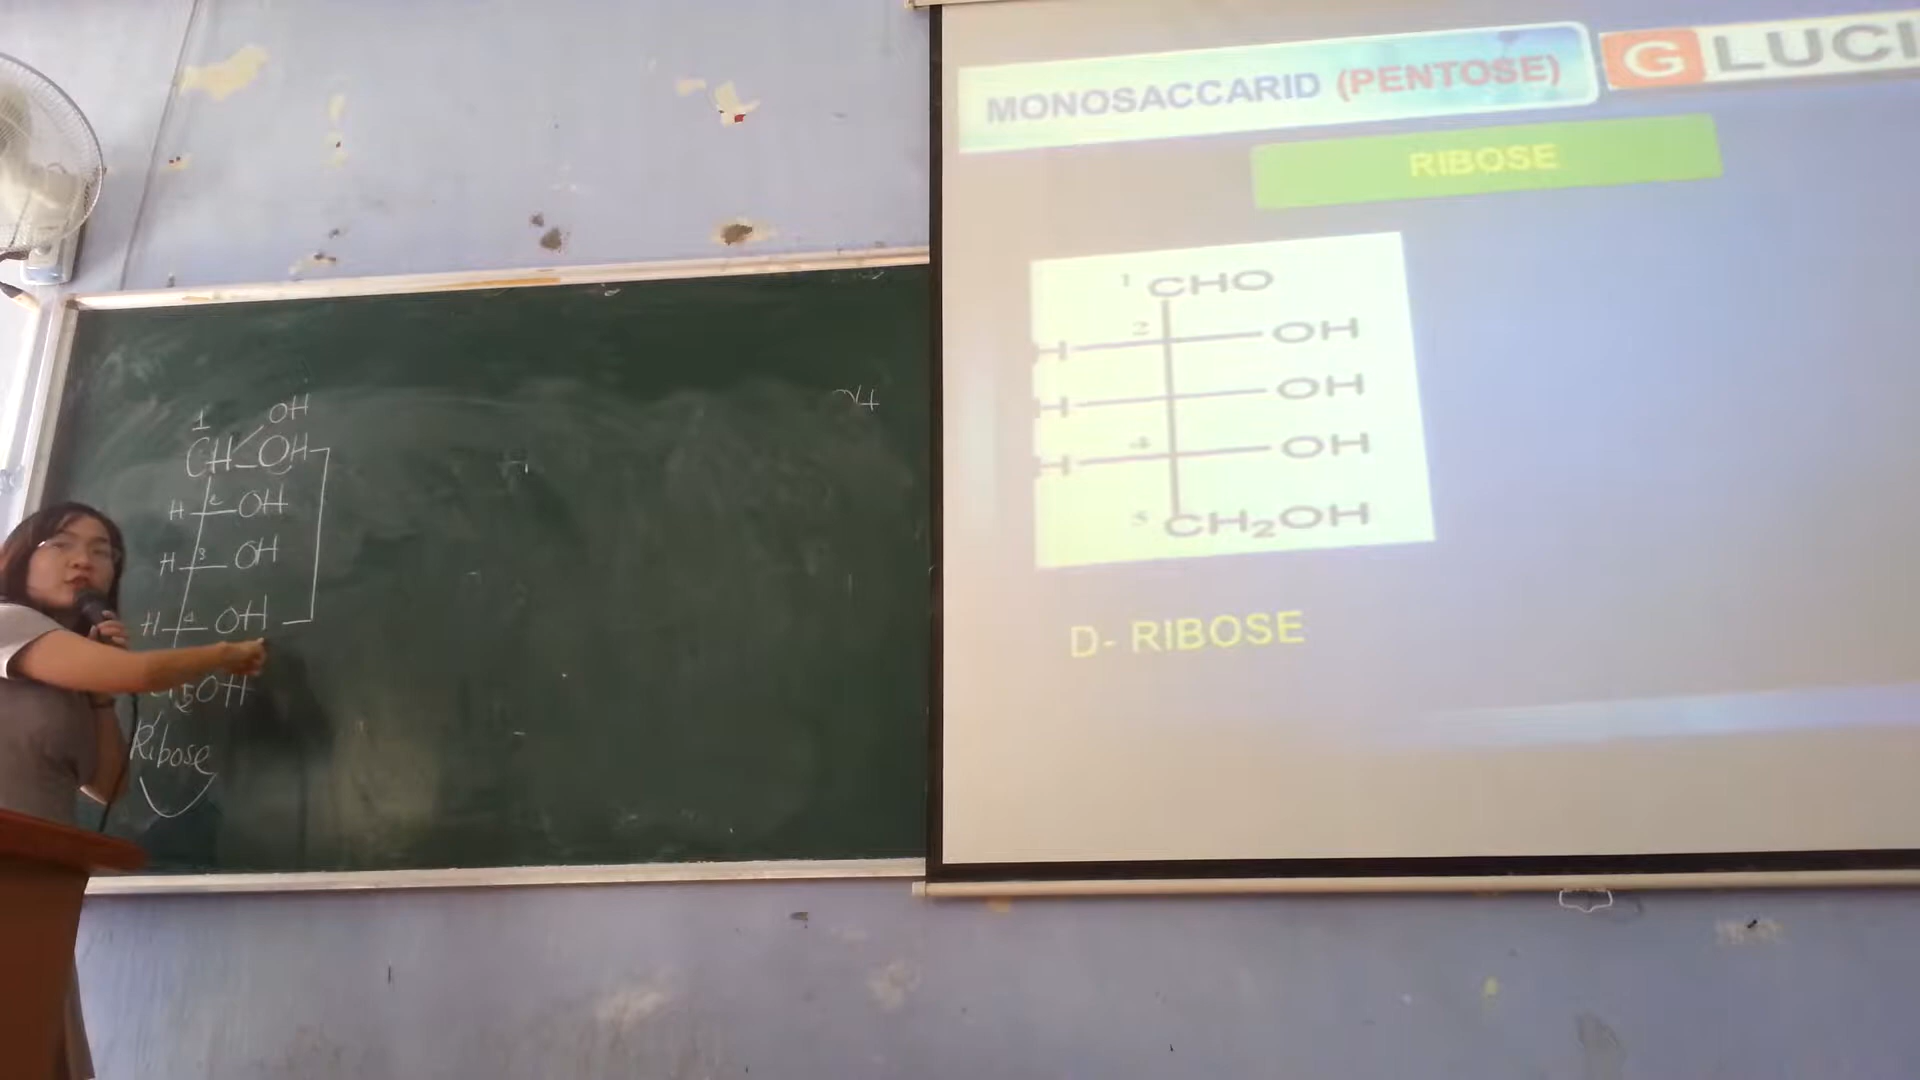 MONOSACCARID (PENTOSE)
GLUCI
RIBOSE
1 CHO
2
H OH
H OH
4
H OH
5 CH₂OH
D- RIBOSE
1 OH
CH OH
H 2 OH
H 3 OH
H 4 OH
5 OH
Ribose